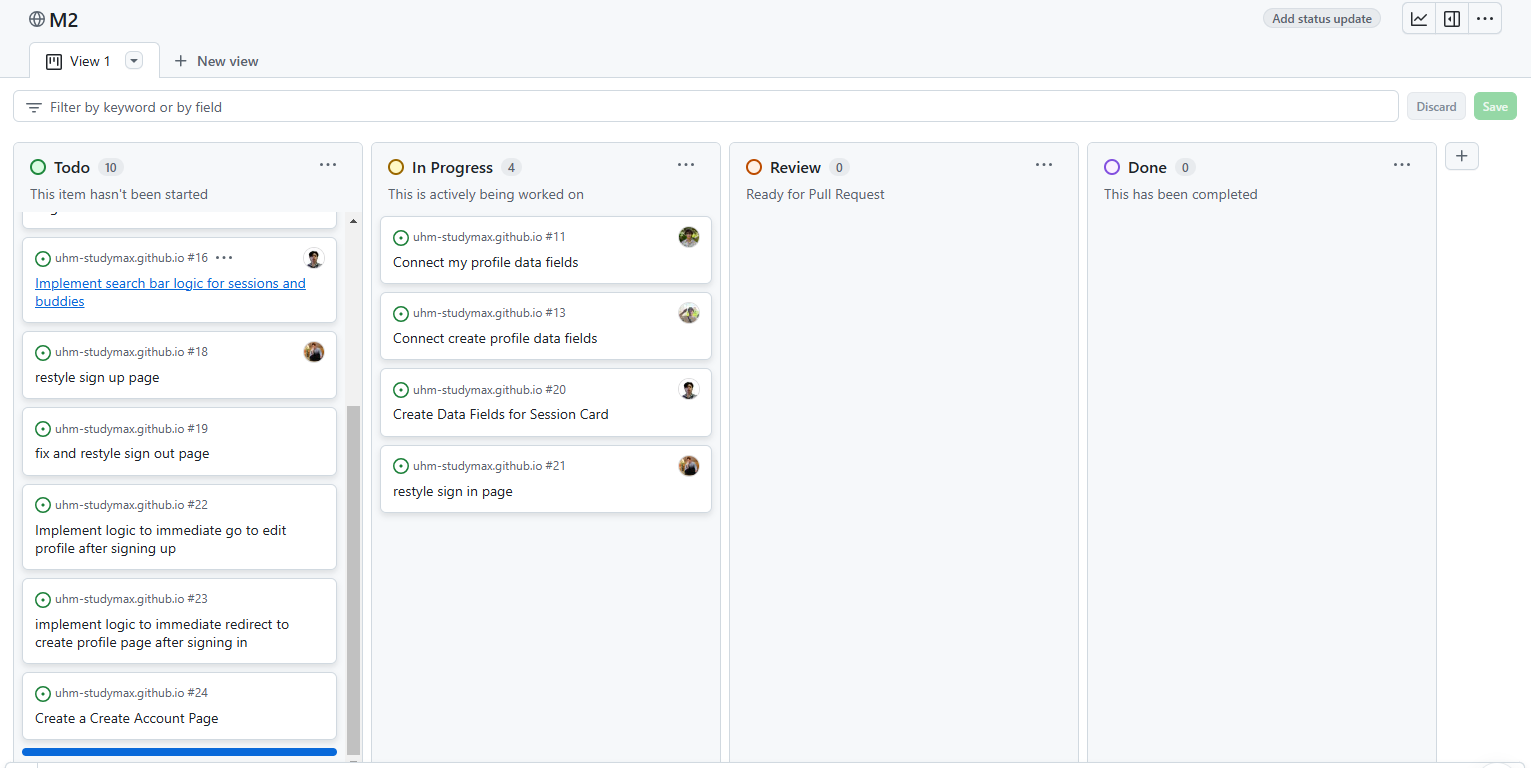 M2
Add status update
View 1
New view
Filter by keyword or by field
Discard
Save
Todo 10
This item hasn't been started
uhm-studymax.github.io #16
Implement search bar logic for sessions and
buddies
uhm-studymax.github.io #18
restyle sign up page
uhm-studymax.github.io #19
fix and restyle sign out page
uhm-studymax.github.io #22
Implement logic to immediate go to edit
profile after signing up
uhm-studymax.github.io #23
implement logic to immediate redirect to
create profile page after signing in
uhm-studymax.github.io #24
Create a Create Account Page
In Progress 4
This is actively being worked on
uhm-studymax.github.io #11
Connect my profile data fields
uhm-studymax.github.io #13
Connect create profile data fields
uhm-studymax.github.io #20
Create Data Fields for Session Card
uhm-studymax.github.io #21
restyle sign in page
Review 0
Ready for Pull Request
Done 0
This has been completed